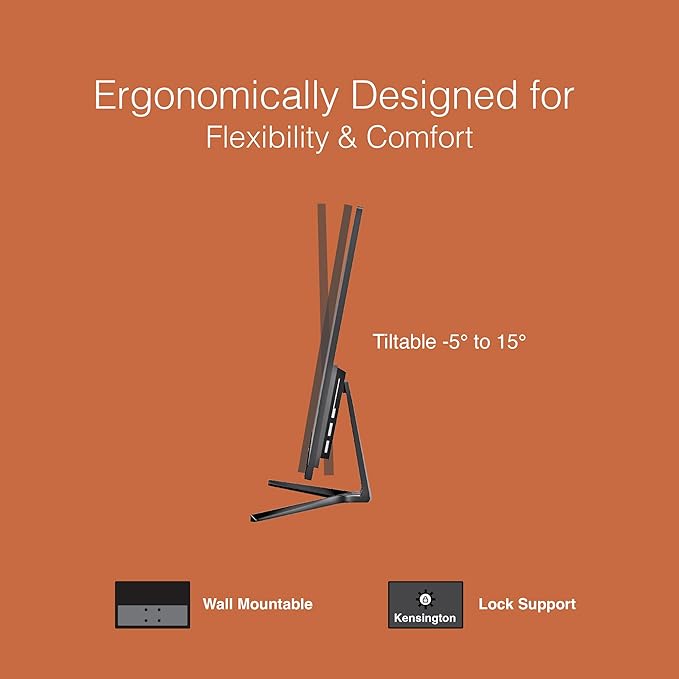 Ergonomically Designed for
Flexibility & Comfort
Tiltable -5° to 15°
Wall Mountable
Kensington
Lock Support